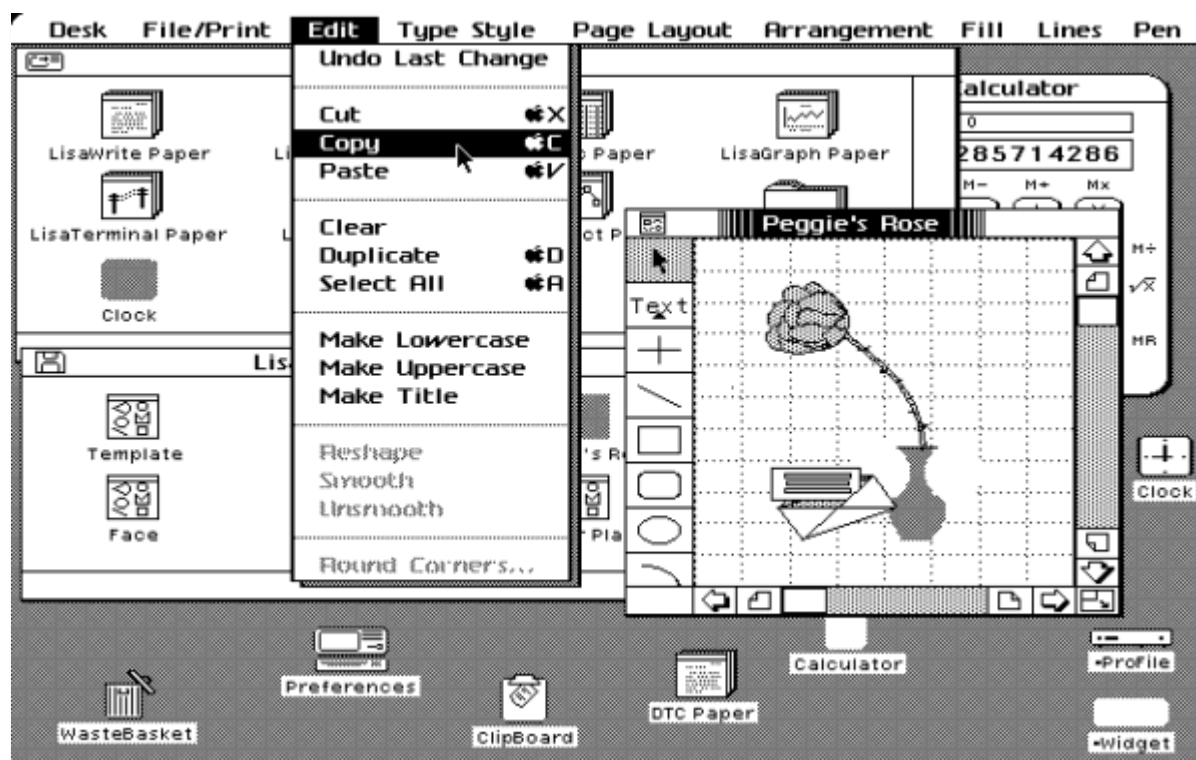 Desk File/Print Edit Type Style Page Layout Arrangement Fill Lines Pen
Undo Last Change
Cut X
Copy C
Paste V
Clear
Duplicate D
Select All A
Make Lowercase
Make Uppercase
Make Title
Reshape
Smooth
Unsmooth
Round Corners...
LisaWrite Paper
Paper
LisaGraph Paper
LisaTerminal Paper
Clock
Template
Face
Calculator
0
285714286
M- M+ Mx
M÷
√x
MR
Peggie's Rose
Text
Clock
WasteBasket
Preferences
ClipBoard
DTC Paper
Calculator
-ProFile
-Widget